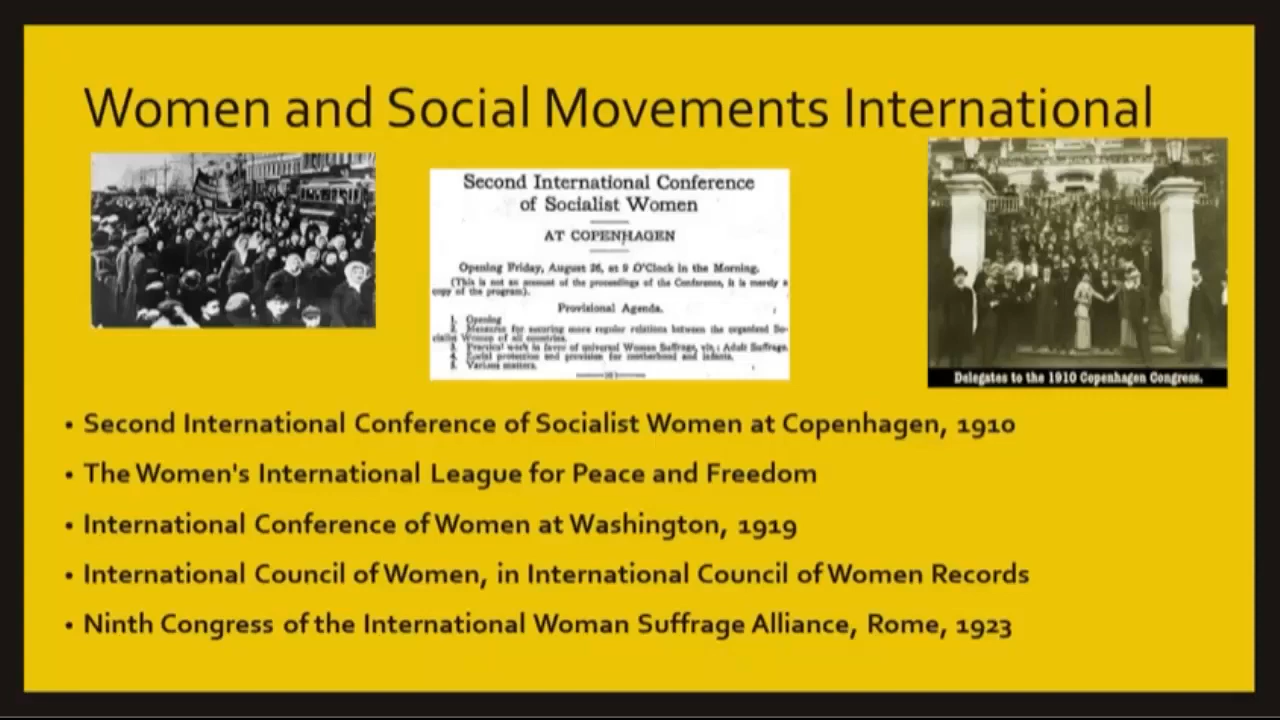 Women and Social Movements International
Second International Conference
of Socialist Women
AT COPENHAGEN
Opening Friday, August 26, at 9 O'Clock in the Morning.
(This is not an account of the proceedings of the Conference, it is merely a
copy of the program).
Provisional Agenda.
1. Opening
2. Measures for securing more regular relations between the organised So-
cialist Women of all countries.
3. Practical work in favor of universal Woman Suffrage, viz.: Adult Suffrage.
4. Social protection and provision for motherhood and infants.
5. Various matters.
Delegates to the 1910 Copenhagen Congress.
• Second International Conference of Socialist Women at Copenhagen, 1910
• The Women's International League for Peace and Freedom
• International Conference of Women at Washington, 1919
• International Council of Women, in International Council of Women Records
• Ninth Congress of the International Woman Suffrage Alliance, Rome, 1923